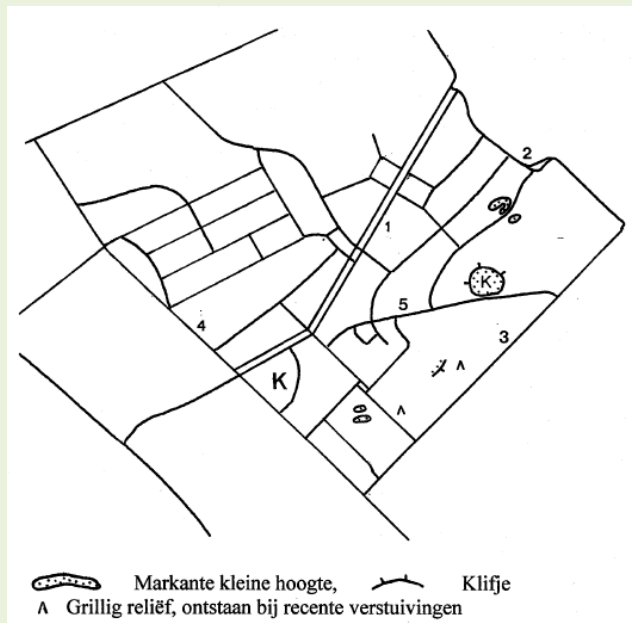 2
1
K
5
4
3
K
Markante kleine hoogte, Klifje
ʌ Grillig reliëf, ontstaan bij recente verstuivingen